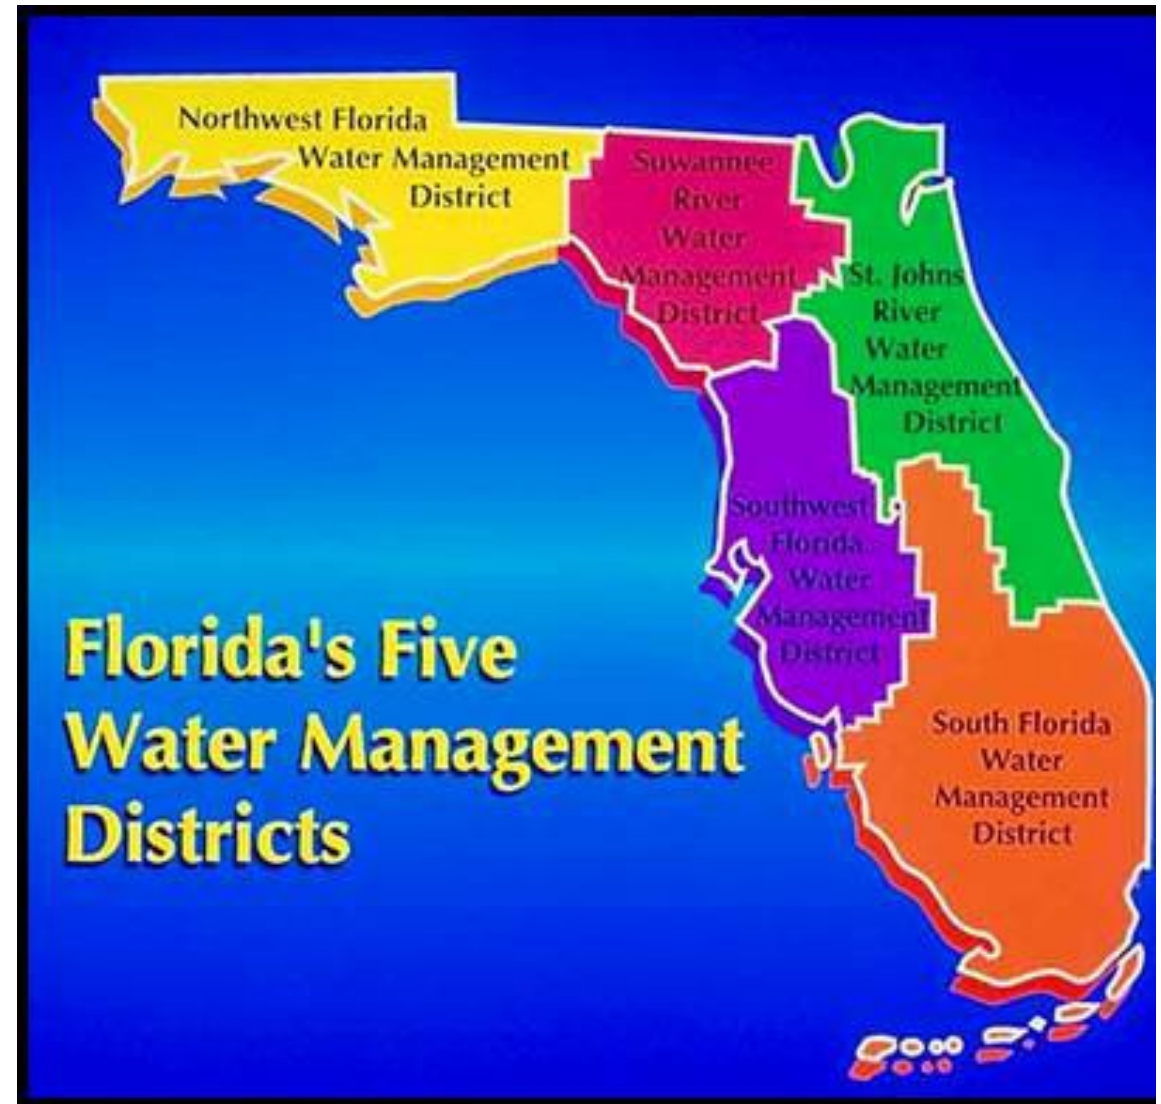 Northwest Florida
Water Management
District
Suwannee
River
Water
Management
District
St. Johns
River
Water
Management
District
Southwest
Florida
Water
Management
District
South Florida
Water
Management
District
Florida's Five
Water Management
Districts